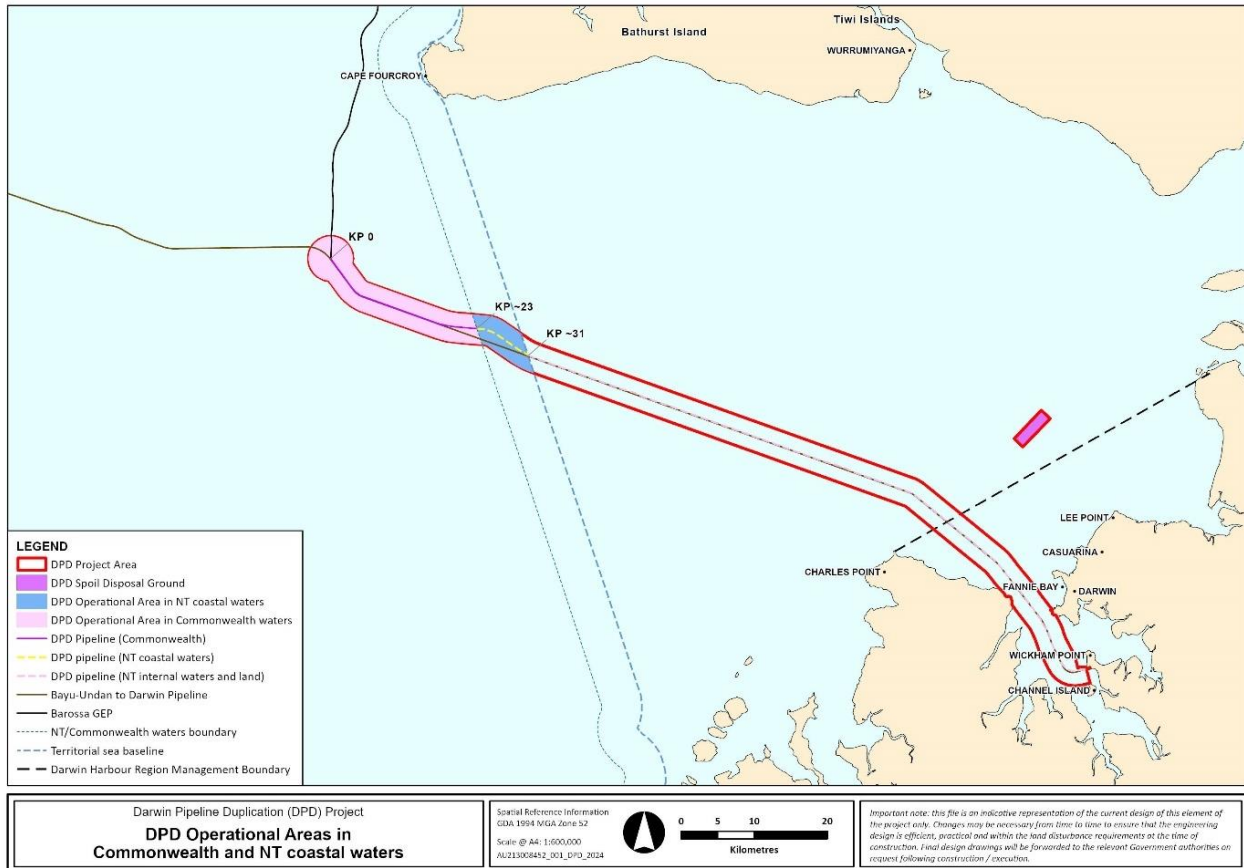 Tiwi Islands
Bathurst Island
WURRUMIYANGA
CAPE FOURCROY
KP 0
KP ~23
KP ~31
LEE POINT
CASUARINA
CHARLES POINT
FANNIE BAY
DARWIN
WICKHAM POINT
CHANNEL ISLAND
LEGEND
DPD Project Area
DPD Spoil Disposal Ground
DPD Operational Area in NT coastal waters
DPD Operational Area in Commonwealth waters
DPD Pipeline (Commonwealth)
DPD pipeline (NT coastal waters)
DPD pipeline (NT internal waters and land)
Bayu-Undan to Darwin Pipeline
Barossa GEP
NT/Commonwealth waters boundary
Territorial sea baseline
Darwin Harbour Region Management Boundary
Darwin Pipeline Duplication (DPD) Project
DPD Operational Areas in
Commonwealth and NT coastal waters
Spatial Reference Information
GDA 1994 MGA Zone 52
Scale @ A4: 1:600,000
AU213008452_001_DPD_2024
0 5 10 20
Kilometres
Important note: this file is an indicative representation of the current design of this element of
the project only. Changes may be necessary from time to time to ensure that the engineering
design is efficient, practical and within the land disturbance requirements at the time of
construction. Final design drawings will be forwarded to the relevant Government authorities on
request following construction / execution.